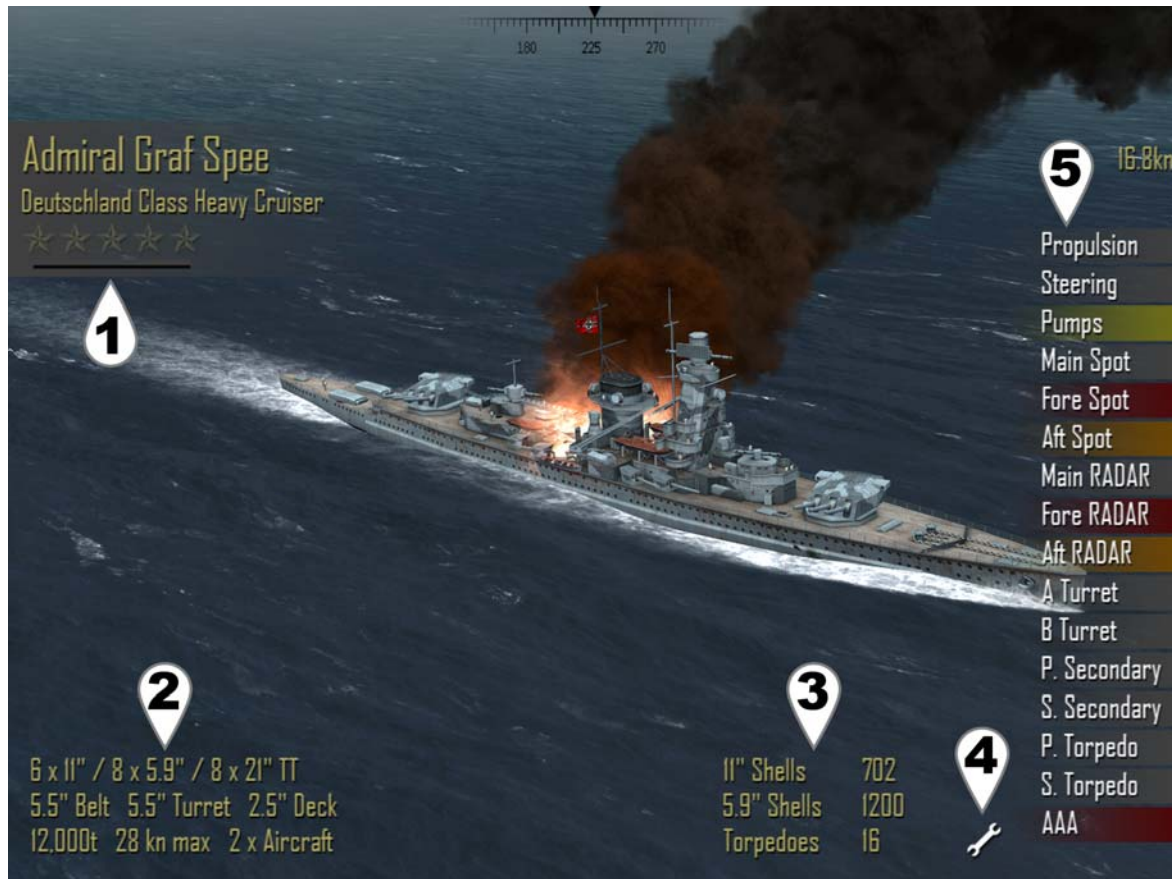 180 225 270
Admiral Graf Spee
Deutschland Class Heavy Cruiser
1
5 16.8km
Propulsion
Steering
Pumps
Main Spot
Fore Spot
Aft Spot
Main RADAR
Fore RADAR
Aft RADAR
A Turret
B Turret
P. Secondary
S. Secondary
P. Torpedo
S. Torpedo
AAA
2
6 x 11" / 8 x 5.9" / 8 x 21" TT
5.5" Belt 5.5" Turret 2.5" Deck
12,000t 28 kn max 2 x Aircraft
3
11" Shells 702
5.9" Shells 1200
Torpedoes 16
4